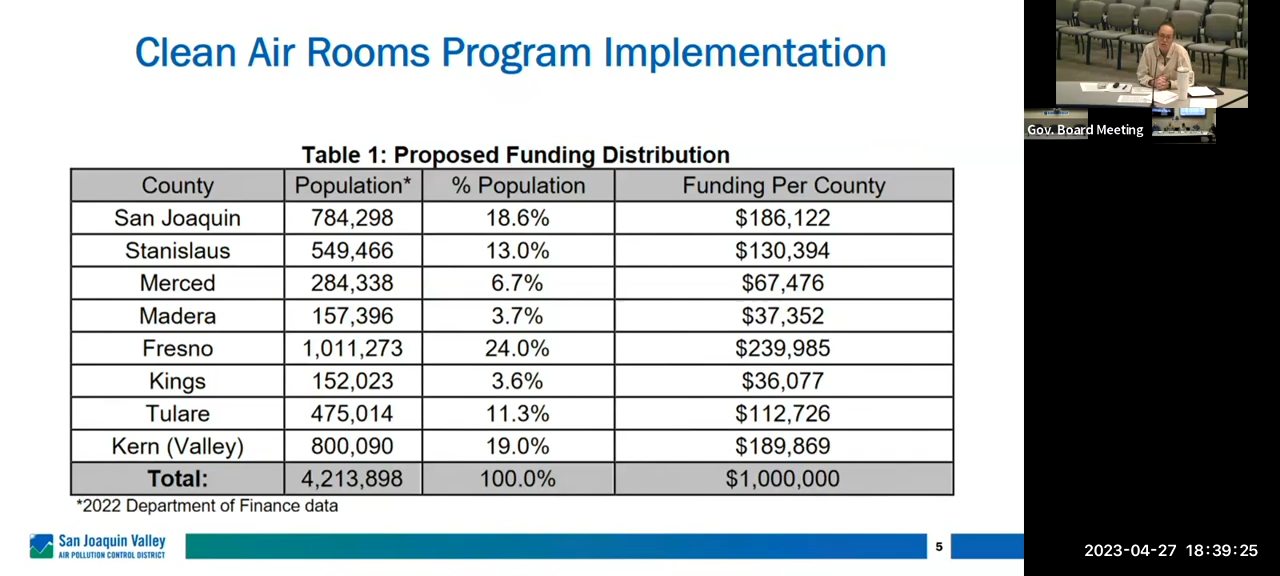 Clean Air Rooms Program Implementation
Table 1: Proposed Funding Distribution
County Population* % Population Funding Per County
San Joaquin 784,298 18.6% $186,122
Stanislaus 549,466 13.0% $130,394
Merced 284,338 6.7% $67,476
Madera 157,396 3.7% $37,352
Fresno 1,011,273 24.0% $239,985
Kings 152,023 3.6% $36,077
Tulare 475,014 11.3% $112,726
Kern (Valley) 800,090 19.0% $189,869
Total: 4,213,898 100.0% $1,000,000
*2022 Department of Finance data
San Joaquin Valley
AIR POLLUTION CONTROL DISTRICT
5
Gov. Board Meeting
2023-04-27 18:39:25